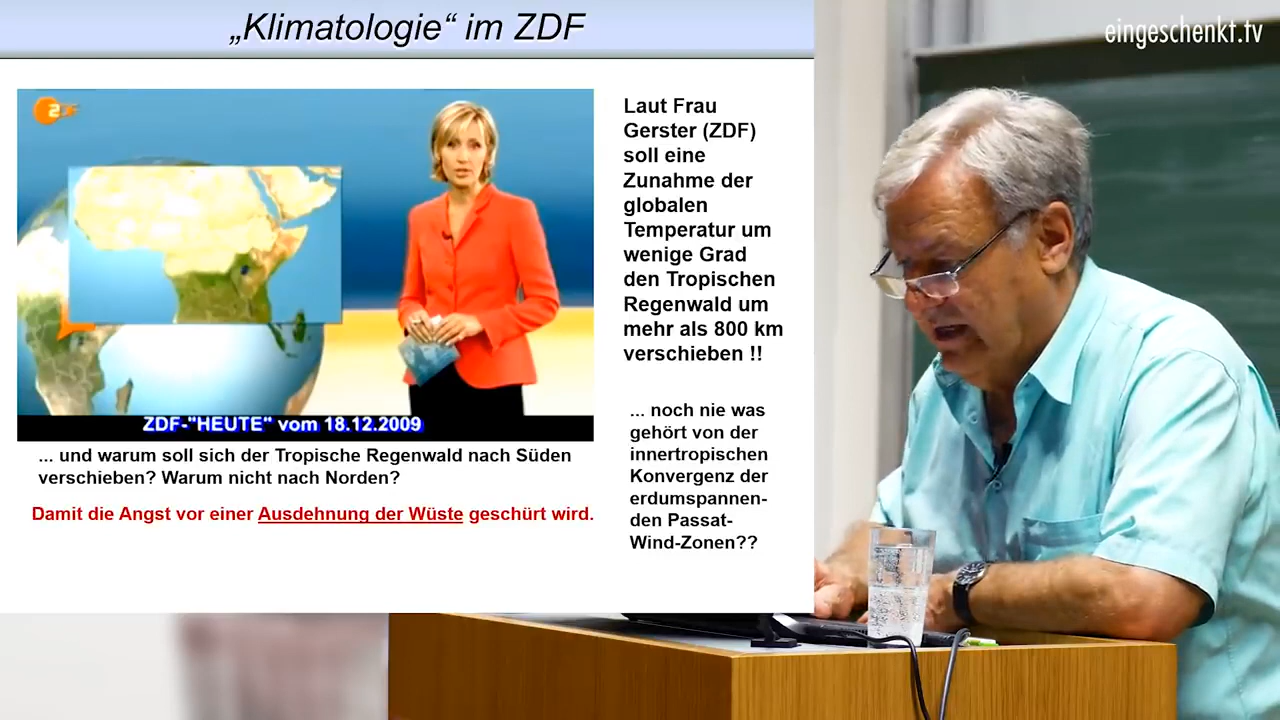 „Klimatologie“ im ZDF
eingeschenkt.tv
ZDF
Laut Frau
Gerster (ZDF)
soll eine
Zunahme der
globalen
Temperatur um
wenige Grad
den Tropischen
Regenwald um
mehr als 800 km
verschieben !!
ZDF-"HEUTE" vom 18.12.2009
... und warum soll sich der Tropische Regenwald nach Süden
verschieben? Warum nicht nach Norden?
Damit die Angst vor einer Ausdehnung der Wüste geschürt wird.
... noch nie was
gehört von der
innertropischen
Konvergenz der
erdumspannen-
den Passat-
Wind-Zonen??